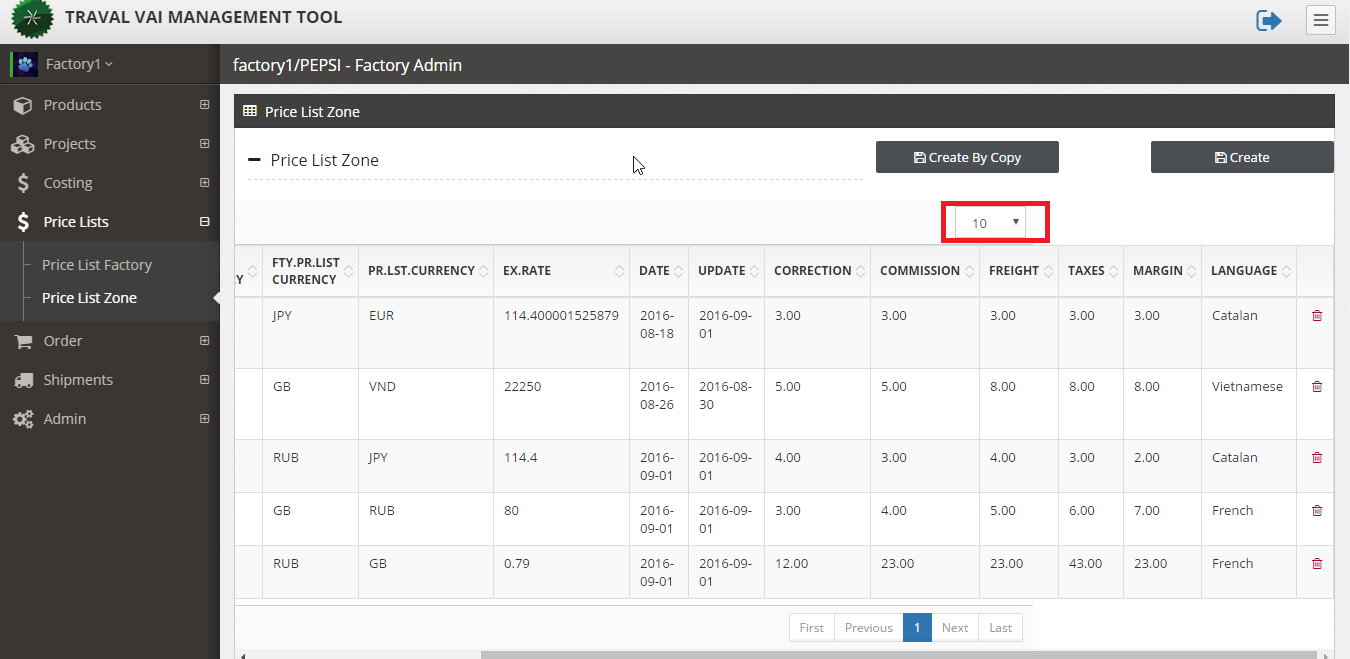 TRAVAL VAI MANAGEMENT TOOL
Factory1
factory1/PEPSI - Factory Admin
Products
Projects
Costing
Price Lists
Price List Factory
Price List Zone
Order
Shipments
Admin
Price List Zone
Price List Zone
Create By Copy
Create
10
Y FTY.PR.LIST CURRENCY PR.LST.CURRENCY EX.RATE DATE UPDATE CORRECTION COMMISSION FREIGHT TAXES MARGIN LANGUAGE
JPY EUR 114.400001525879 2016-08-18 2016-09-01 3.00 3.00 3.00 3.00 3.00 Catalan
GB VND 22250 2016-08-26 2016-08-30 5.00 5.00 8.00 8.00 8.00 Vietnamese
RUB JPY 114.4 2016-09-01 2016-09-01 4.00 3.00 4.00 3.00 2.00 Catalan
GB RUB 80 2016-09-01 2016-09-01 3.00 4.00 5.00 6.00 7.00 French
RUB GB 0.79 2016-09-01 2016-09-01 12.00 23.00 23.00 43.00 23.00 French
First Previous 1 Next Last